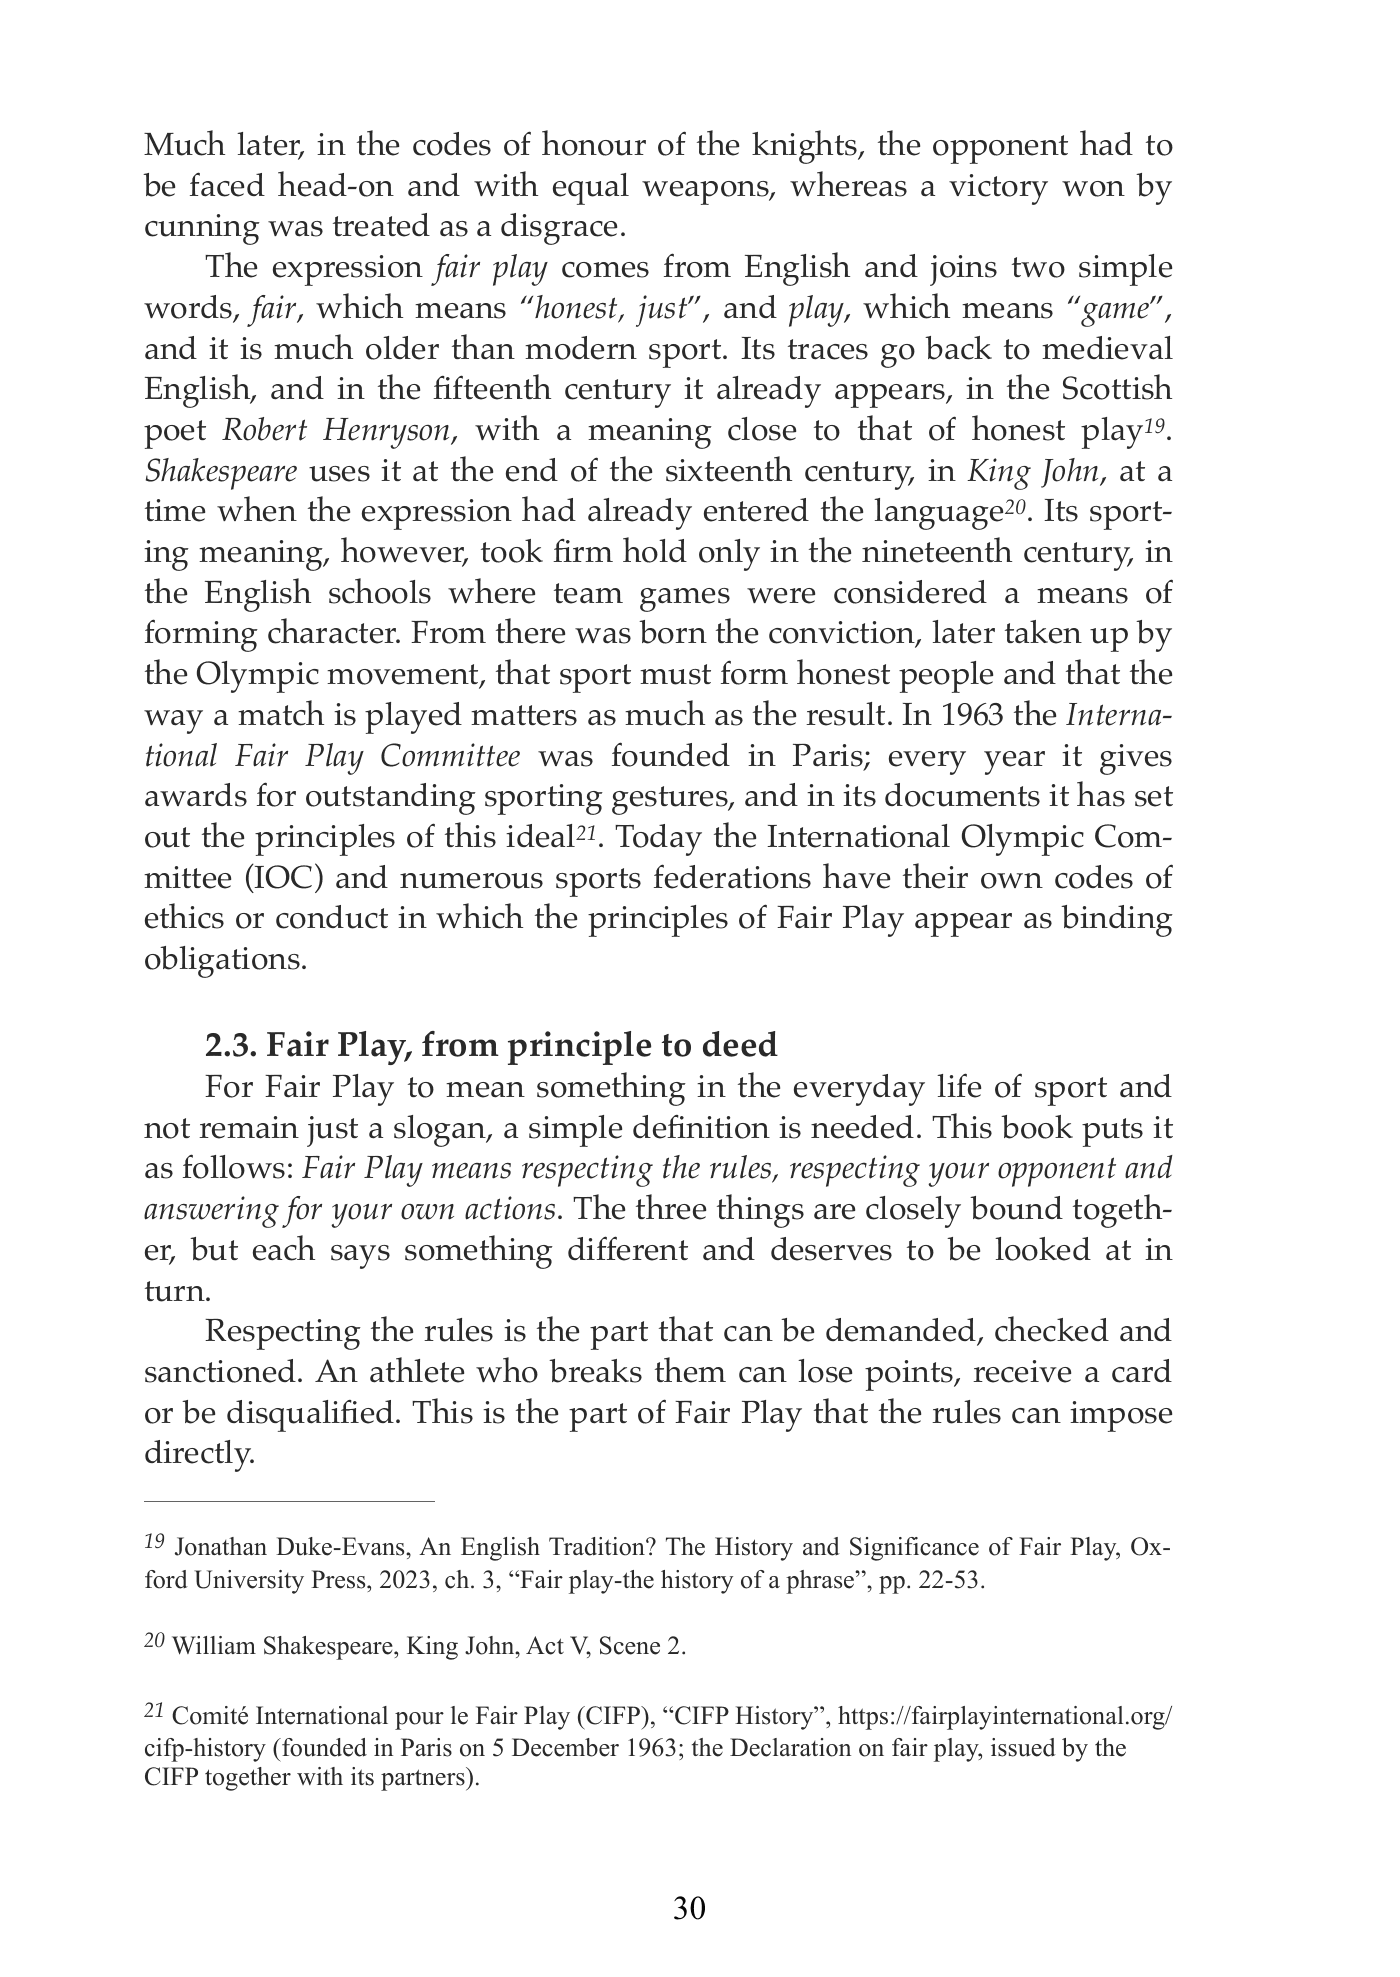 Much later, in the codes of honour of the knights, the opponent had to
be faced head-on and with equal weapons, whereas a victory won by
cunning was treated as a disgrace.
The expression fair play comes from English and joins two simple
words, fair, which means “honest, just”, and play, which means “game”,
and it is much older than modern sport. Its traces go back to medieval
English, and in the fifteenth century it already appears, in the Scottish
poet Robert Henryson, with a meaning close to that of honest play19.
Shakespeare uses it at the end of the sixteenth century, in King John, at a
time when the expression had already entered the language20. Its sport-
ing meaning, however, took firm hold only in the nineteenth century, in
the English schools where team games were considered a means of
forming character. From there was born the conviction, later taken up by
the Olympic movement, that sport must form honest people and that the
way a match is played matters as much as the result. In 1963 the Interna-
tional Fair Play Committee was founded in Paris; every year it gives
awards for outstanding sporting gestures, and in its documents it has set
out the principles of this ideal21. Today the International Olympic Com-
mittee (IOC) and numerous sports federations have their own codes of
ethics or conduct in which the principles of Fair Play appear as binding
obligations.
2.3. Fair Play, from principle to deed
For Fair Play to mean something in the everyday life of sport and
not remain just a slogan, a simple definition is needed. This book puts it
as follows: Fair Play means respecting the rules, respecting your opponent and
answering for your own actions. The three things are closely bound togeth-
er, but each says something different and deserves to be looked at in
turn.
Respecting the rules is the part that can be demanded, checked and
sanctioned. An athlete who breaks them can lose points, receive a card
or be disqualified. This is the part of Fair Play that the rules can impose
directly.
19 Jonathan Duke-Evans, An English Tradition? The History and Significance of Fair Play, Ox-
ford University Press, 2023, ch. 3, “Fair play-the history of a phrase”, pp. 22-53.
20 William Shakespeare, King John, Act V, Scene 2.
21 Comité International pour le Fair Play (CIFP), “CIFP History”, https://fairplayinternational.org/
cifp-history (founded in Paris on 5 December 1963; the Declaration on fair play, issued by the
CIFP together with its partners).
30